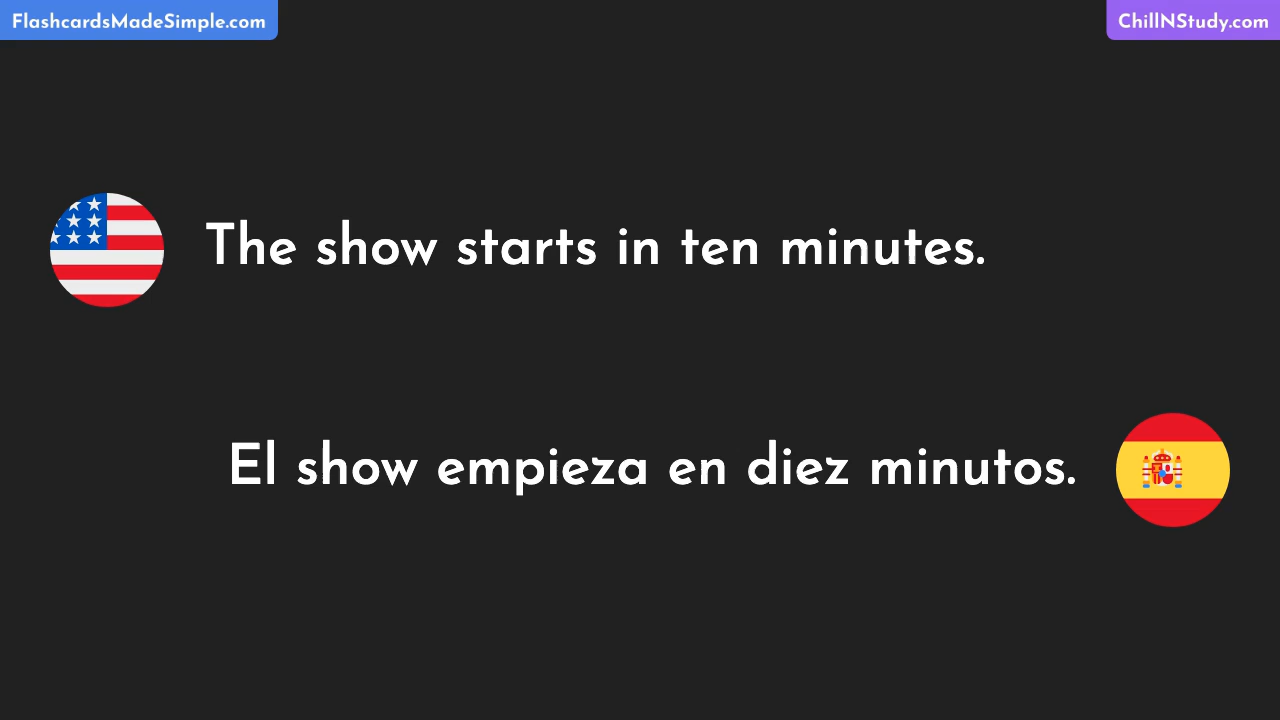 FlashcardsMadeSimple.com
ChillNStudy.com
The show starts in ten minutes.
El show empieza en diez minutos.